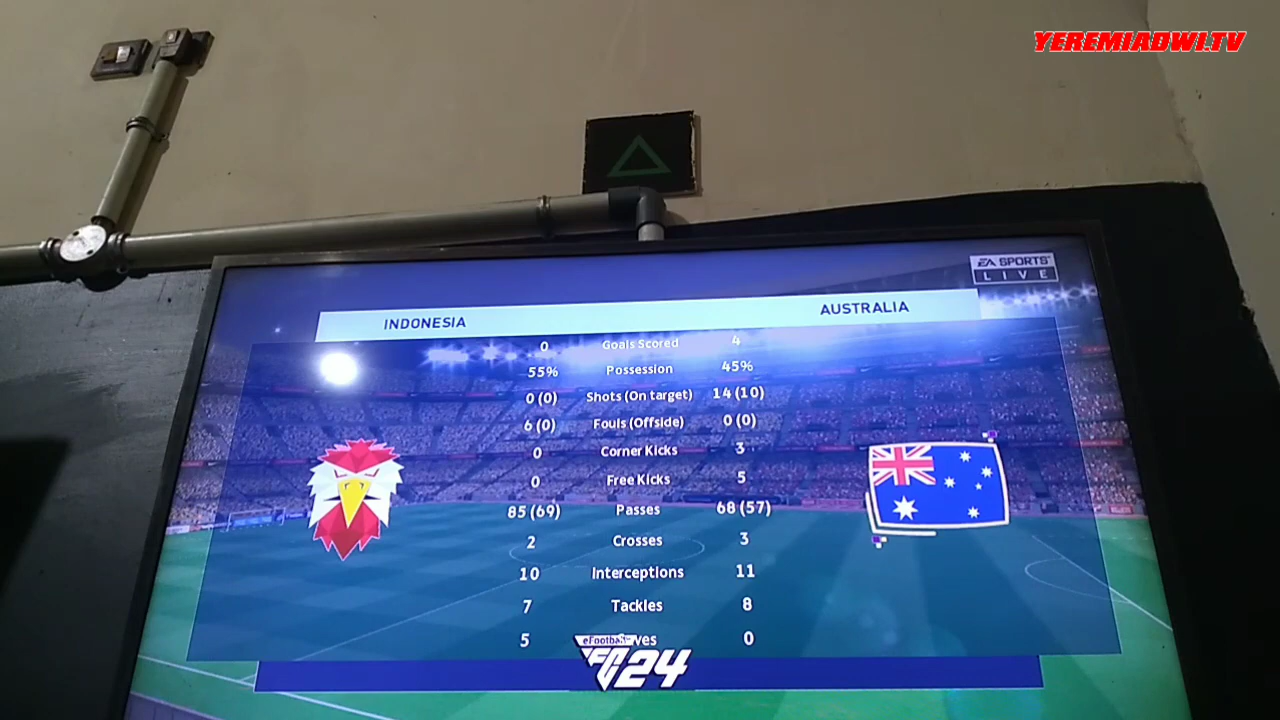 YEREMIADWI.TV
EA SPORTS
LIVE
INDONESIA AUSTRALIA
0 Goals Scored 4
55% Possession 45%
0 (0) Shots (On target) 14 (10)
6 (0) Fouls (Offside) 0 (0)
0 Corner Kicks 3
0 Free Kicks 5
85 (69) Passes 68 (57)
2 Crosses 3
10 Interceptions 11
7 Tackles 8
5 0
eFootball
FC 24